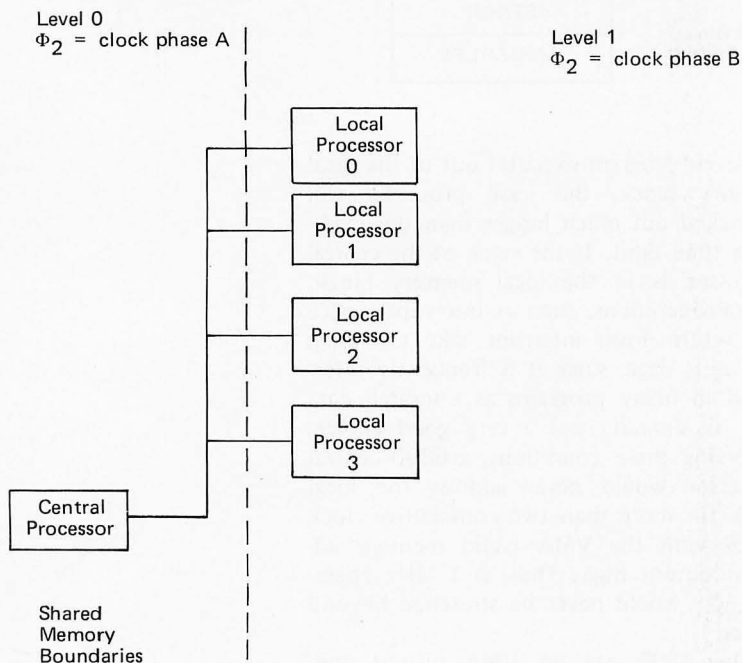 Level 0
Φ2 = clock phase A
Level 1
Φ2 = clock phase B
Local
Processor
0
Local
Processor
1
Local
Processor
2
Local
Processor
3
Central
Processor
Shared
Memory
Boundaries